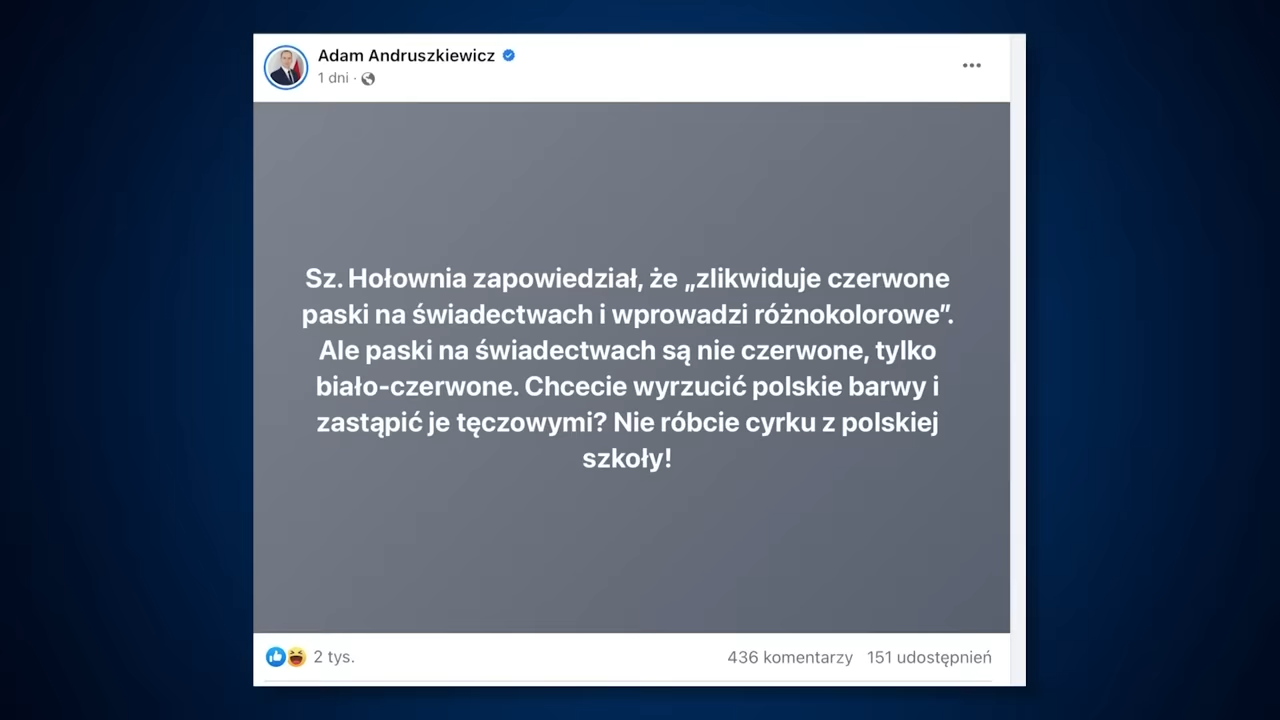 Adam Andruszkiewicz
1 dni ·
Sz. Hołownia zapowiedział, że „zlikwiduje czerwone
paski na świadectwach i wprowadzi różnokolorowe”.
Ale paski na świadectwach są nie czerwone, tylko
biało-czerwone. Chcecie wyrzucić polskie barwy i
zastąpić je tęczowymi? Nie róbcie cyrku z polskiej
szkoły!
2 tys.
436 komentarzy 151 udostępnień